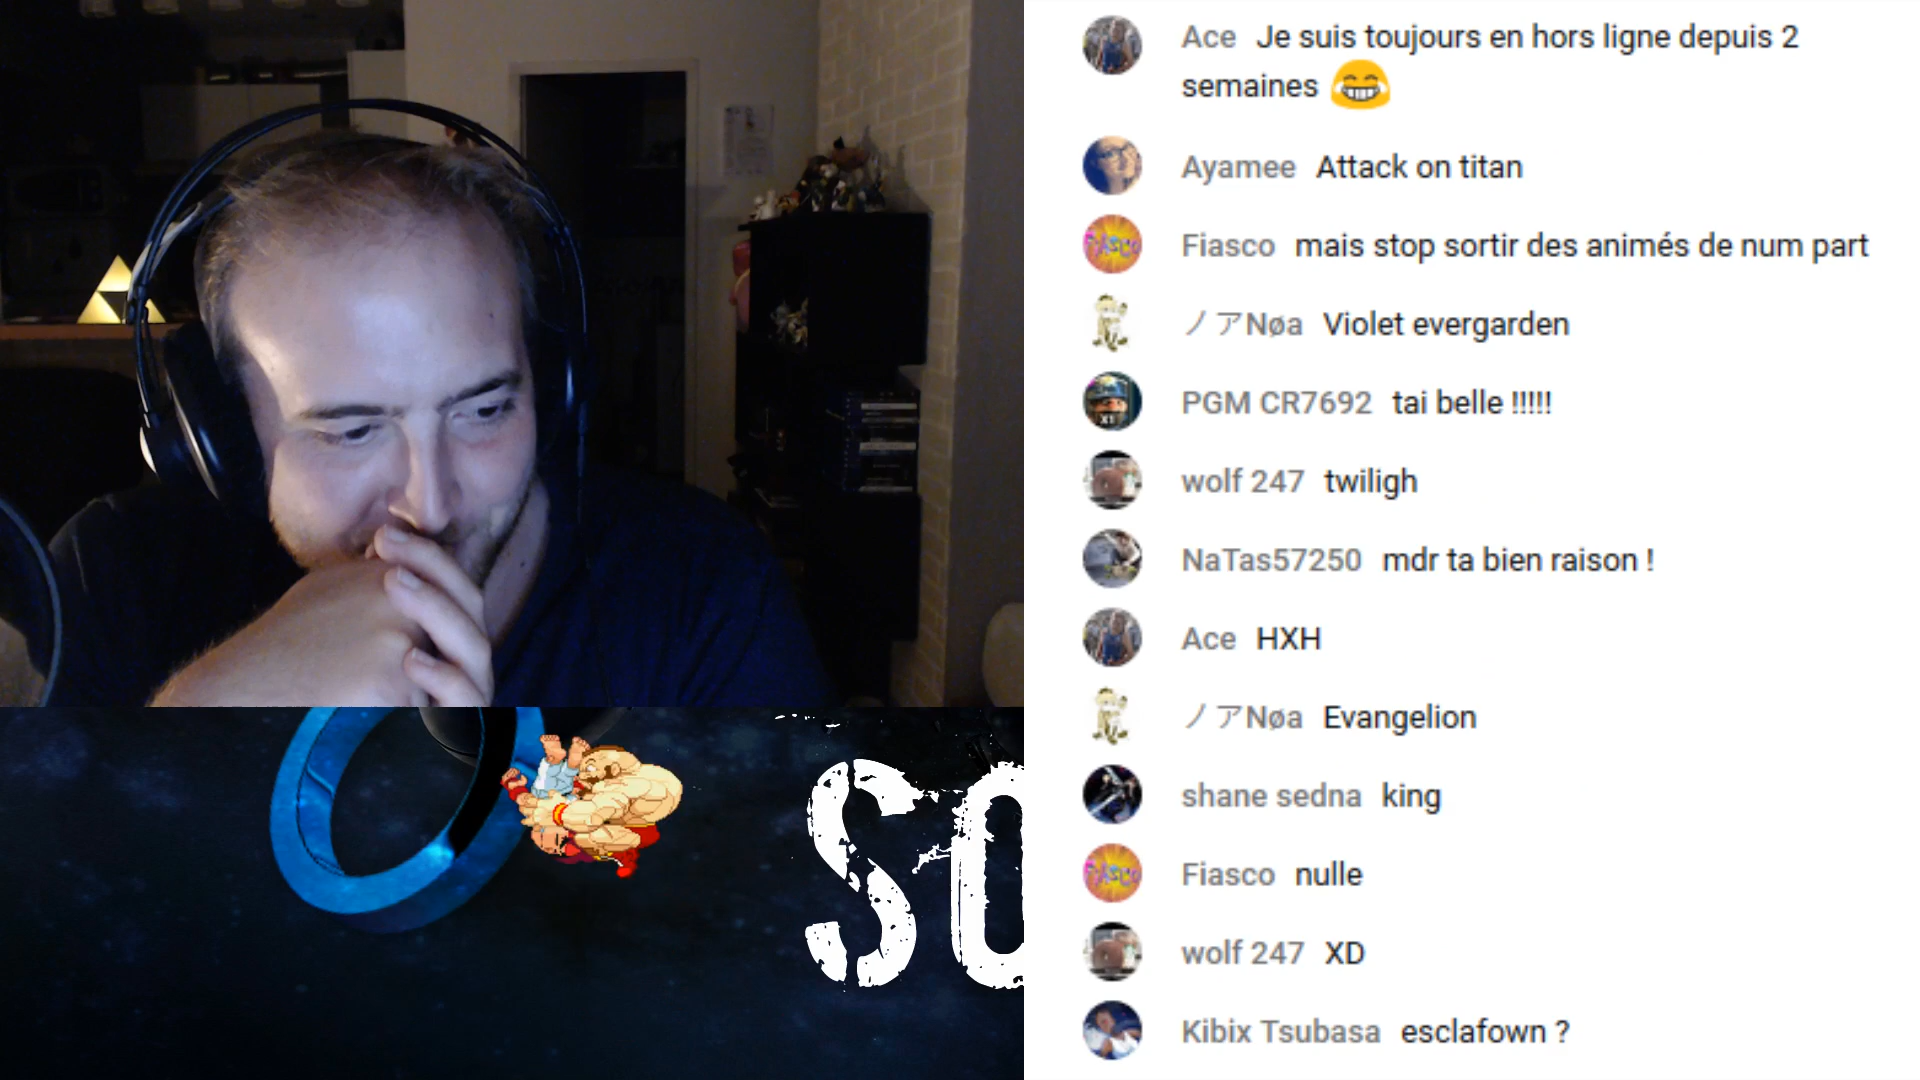 Ace Je suis toujours en hors ligne depuis 2
semaines
Ayamee Attack on titan
Fiasco mais stop sortir des animés de num part
ノアNøa Violet evergarden
PGM CR7692 tai belle !!!!!
wolf 247 twiligh
NaTas57250 mdr ta bien raison !
Ace HXH
ノアNøa Evangelion
shane sedna king
Fiasco nulle
wolf 247 XD
Kibix Tsubasa esclafown ?
SO